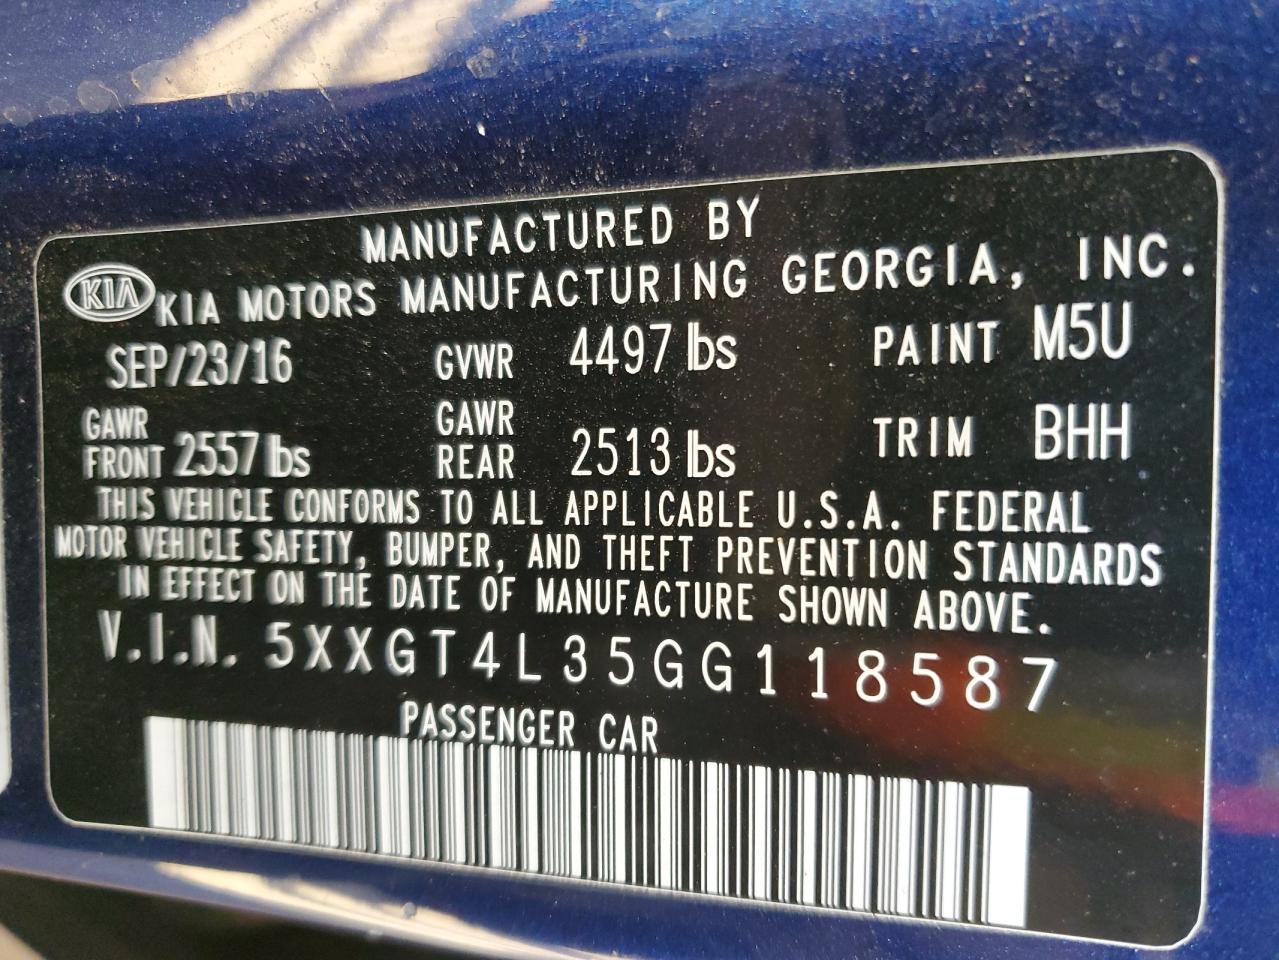 MANUFACTURED BY
KIA KIA MOTORS MANUFACTURING GEORGIA, INC.
SEP/23/16 GVWR 4497 lbs PAINT M5U
GAWR FRONT 2557 lbs GAWR REAR 2513 lbs TRIM BHH
THIS VEHICLE CONFORMS TO ALL APPLICABLE U.S.A. FEDERAL
MOTOR VEHICLE SAFETY, BUMPER, AND THEFT PREVENTION STANDARDS
IN EFFECT ON THE DATE OF MANUFACTURE SHOWN ABOVE.
V.I.N. 5XXGT4L35GG118587
PASSENGER CAR